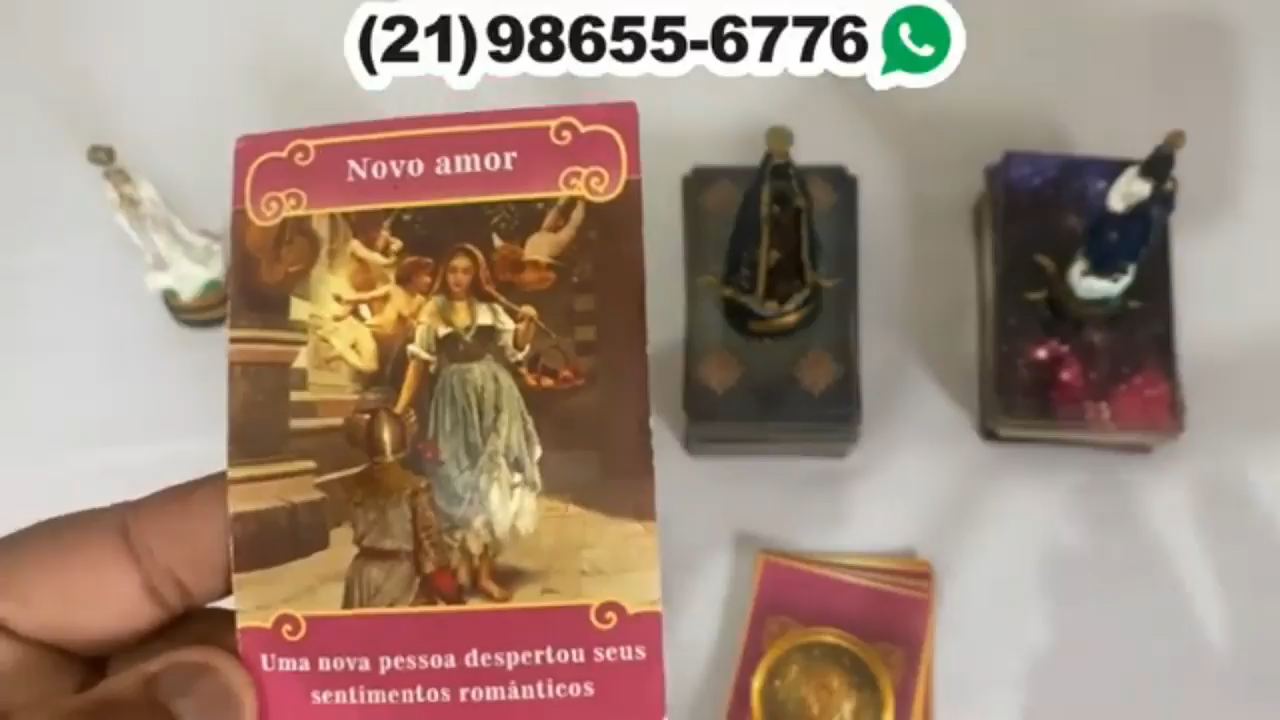 (21)98655-6776
Novo amor
Uma nova pessoa despertou seus
sentimentos românticos